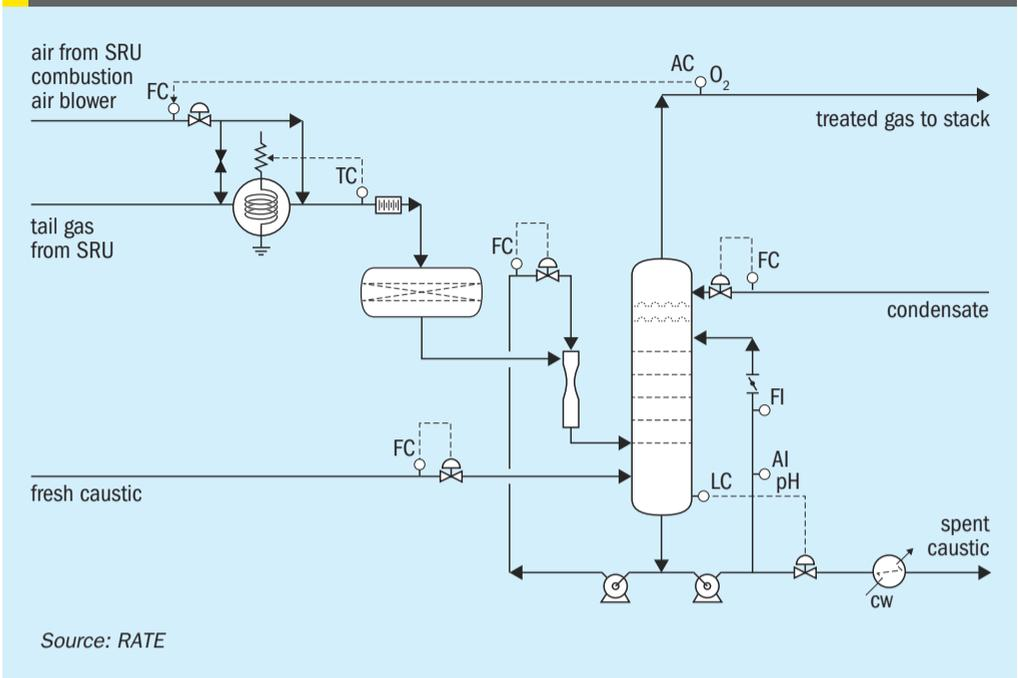 air from SRU
combustion
air blower
FC
AC
O2
treated gas to stack
TC
tail gas
from SRU
FC
FC
condensate
FI
FC
AI
pH
LC
fresh caustic
spent
caustic
cw
Source: RATE